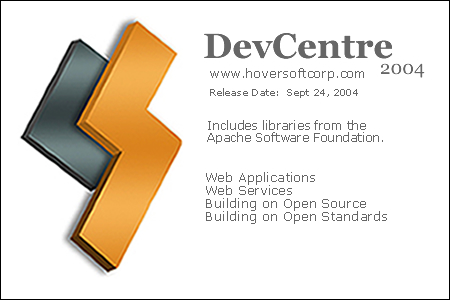 DevCentre
www.hoversoftcorp.com
2004
Release Date: Sept 24, 2004
Includes libraries from the
Apache Software Foundation.
Web Applications
Web Services
Building on Open Source
Building on Open Standards